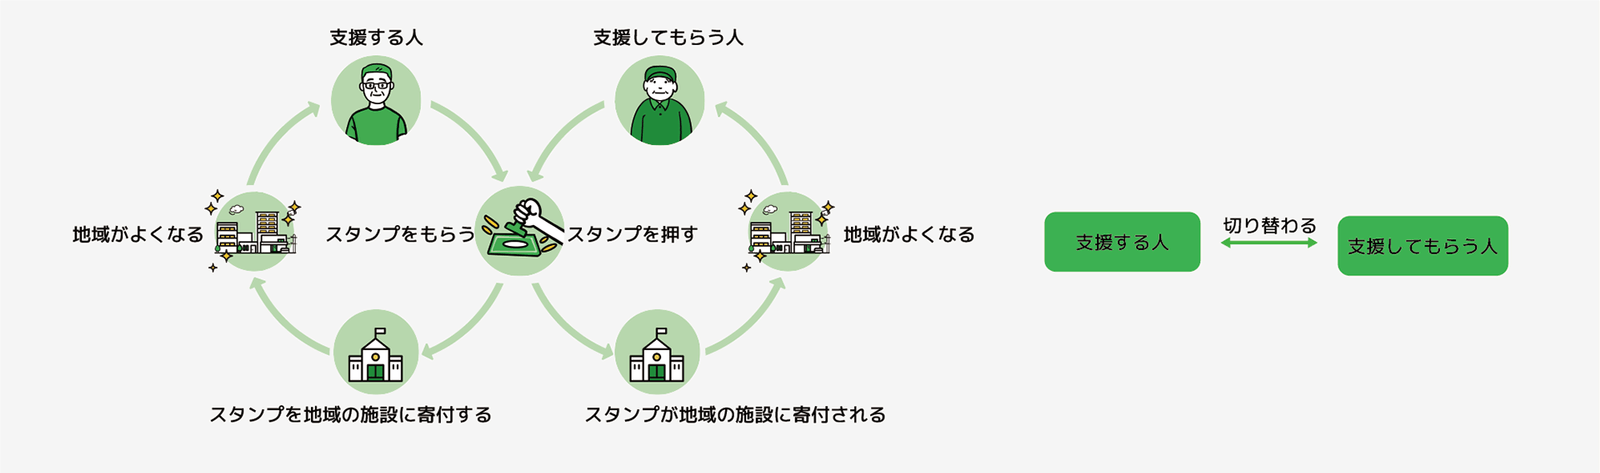 支援する人
支援してもらう人
地域がよくなる
スタンプをもらう
スタンプを押す
地域がよくなる
スタンプを地域の施設に寄付する
スタンプが地域の施設に寄付される
支援する人
切り替わる
支援してもらう人